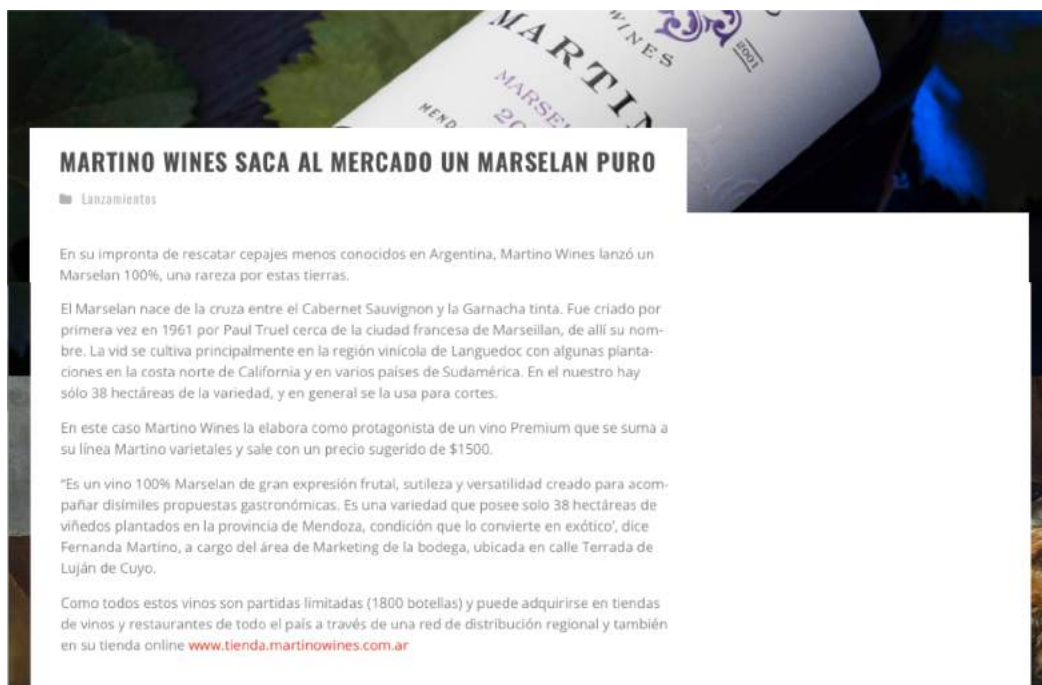 WINES
2001
MARTIN
MARSE
MEND
20
MARTINO WINES SACA AL MERCADO UN MARSELAN PURO
Lanzamientos
En su impronta de rescatar cepajes menos conocidos en Argentina, Martino Wines lanzó un
Marselan 100%, una rareza por estas tierras.
El Marselan nace de la cruza entre el Cabernet Sauvignon y la Garnacha tinta. Fue criado por
primera vez en 1961 por Paul Truel cerca de la ciudad francesa de Marseillan, de allí su nom-
bre. La vid se cultiva principalmente en la región vinícola de Languedoc con algunas planta-
ciones en la costa norte de California y en varios países de Sudamérica. En el nuestro hay
sólo 38 hectáreas de la variedad, y en general se la usa para cortes.
En este caso Martino Wines la elabora como protagonista de un vino Premium que se suma a
su línea Martino varietales y sale con un precio sugerido de $1500.
“Es un vino 100% Marselan de gran expresión frutal, sutileza y versatilidad creado para acom-
pañar disímiles propuestas gastronómicas. Es una variedad que posee solo 38 hectáreas de
viñedos plantados en la provincia de Mendoza, condición que lo convierte en exótico’, dice
Fernanda Martino, a cargo del área de Marketing de la bodega, ubicada en calle Terrada de
Luján de Cuyo.
Como todos estos vinos son partidas limitadas (1800 botellas) y puede adquirirse en tiendas
de vinos y restaurantes de todo el país a través de una red de distribución regional y también
en su tienda online www.tienda.martinowines.com.ar